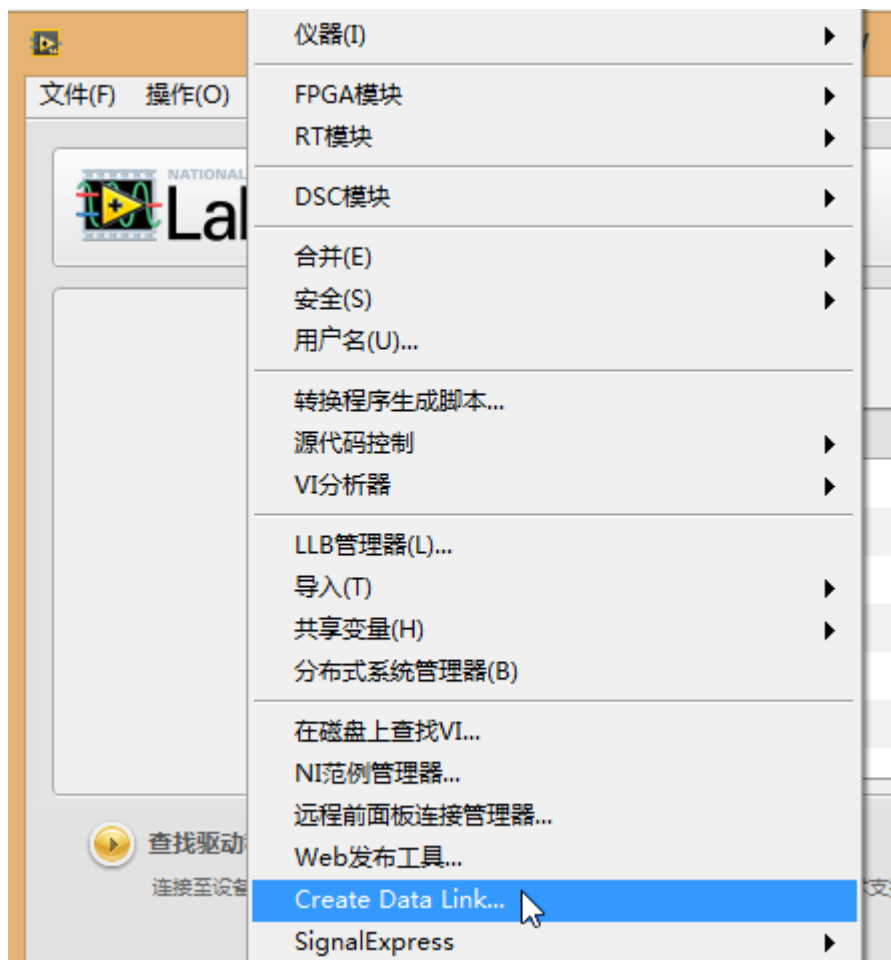 仪器(I)
文件(F) 操作(O)
FPGA模块
RT模块
NATIONAL
Lal
DSC模块
合并(E)
安全(S)
用户名(U)...
转换程序生成脚本...
源代码控制
VI分析器
LLB管理器(L)...
导入(T)
共享变量(H)
分布式系统管理器(B)
在磁盘上查找VI...
NI范例管理器...
远程前面板连接管理器...
Web发布工具...
查找驱动
连接至设备
Create Data Link...
SignalExpress